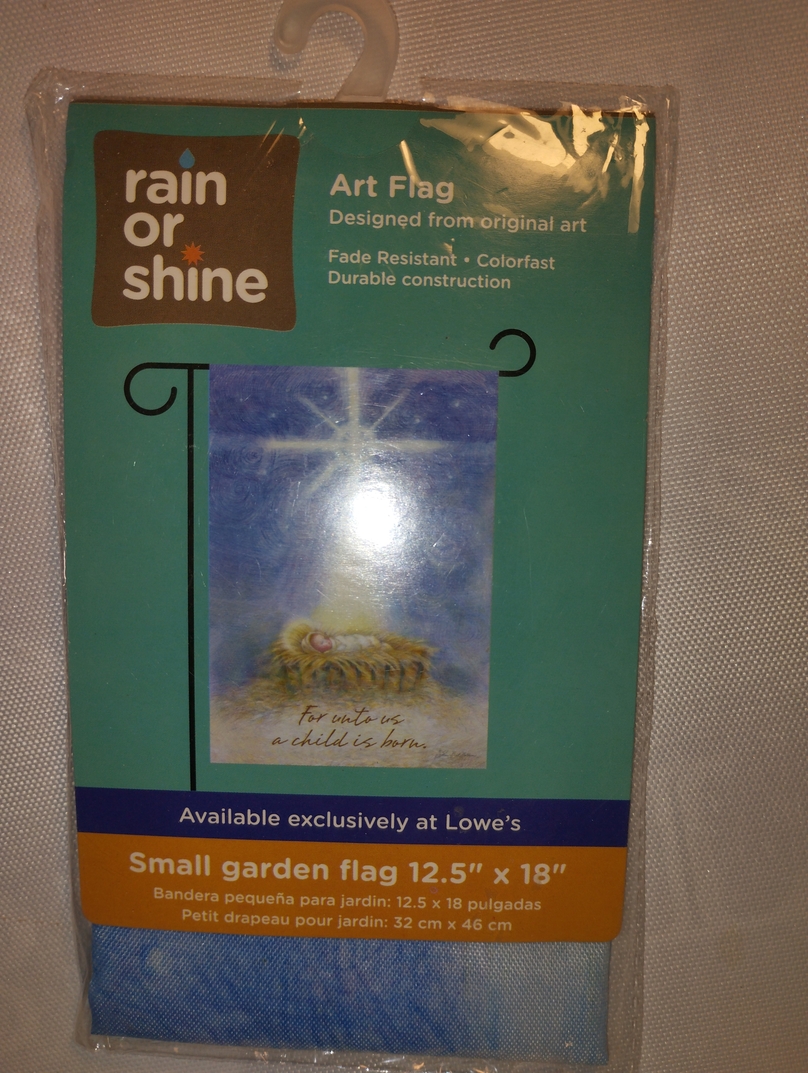 rain
or
shine
Art Flag
Designed from original art
Fade Resistant • Colorfast
Durable construction
For unto us
a child is born.
Available exclusively at Lowe's
Small garden flag 12.5" x 18"
Bandera pequeña para jardin: 12.5 x 18 pulgadas
Petit drapeau pour jardin: 32 cm x 46 cm